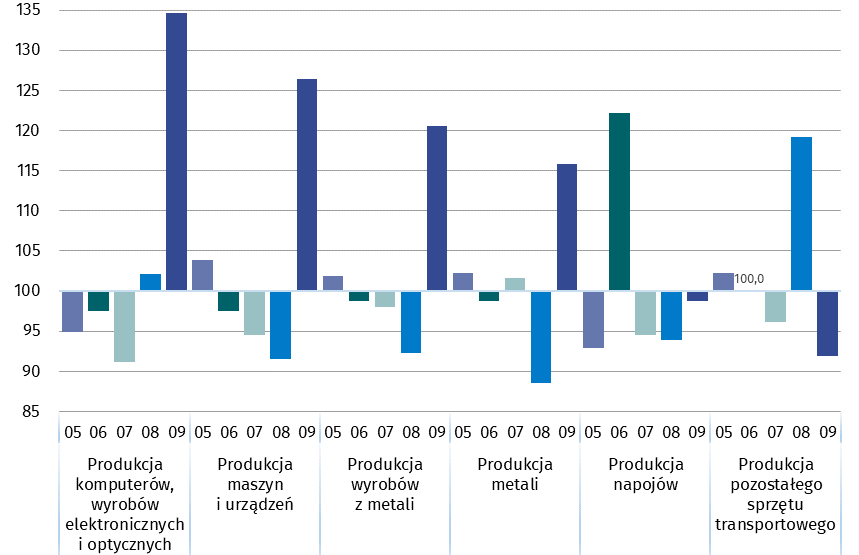 135
130
125
120
115
110
105
100
95
90
85
100,0
05 06 07 08 09 05 06 07 08 09 05 06 07 08 09 05 06 07 08 09 05 06 07 08 09 05 06 07 08 09
Produkcja
komputerów,
wyrobów
elektronicznych
i optycznych
Produkcja
maszyn
i urządzeń
Produkcja
wyrobów
z metali
Produkcja
metali
Produkcja
napojów
Produkcja
pozostałego
sprzętu
transportowego